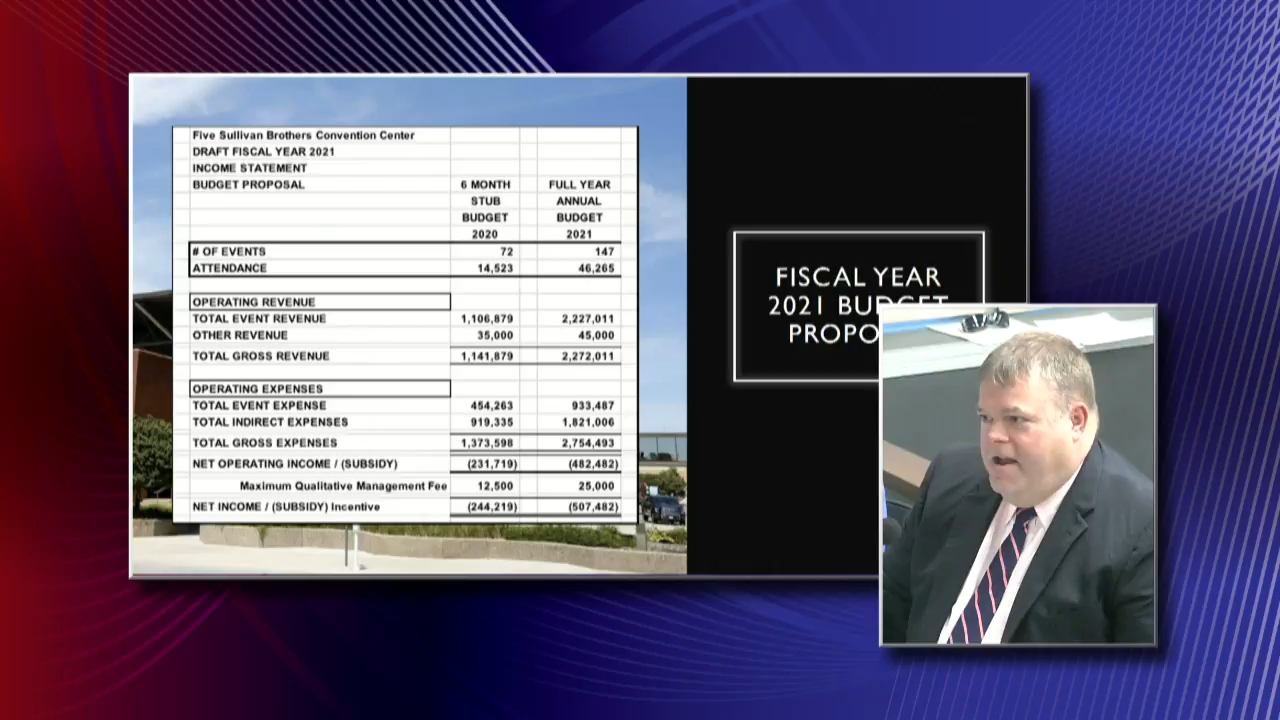 Five Sullivan Brothers Convention Center
DRAFT FISCAL YEAR 2021
INCOME STATEMENT
BUDGET PROPOSAL 6 MONTH FULL YEAR
STUB ANNUAL
BUDGET BUDGET
2020 2021
# OF EVENTS 72 147
ATTENDANCE 14,523 46,265
OPERATING REVENUE
TOTAL EVENT REVENUE 1,106,879 2,227,011
OTHER REVENUE 35,000 45,000
TOTAL GROSS REVENUE 1,141,879 2,272,011
OPERATING EXPENSES
TOTAL EVENT EXPENSE 454,263 933,487
TOTAL INDIRECT EXPENSES 919,335 1,821,006
TOTAL GROSS EXPENSES 1,373,598 2,754,493
NET OPERATING INCOME / (SUBSIDY) (231,719) (482,482)
Maximum Qualitative Management Fee 12,500 25,000
NET INCOME / (SUBSIDY) Incentive (244,219) (507,482)
FISCAL YEAR
2021 BUDGET
PROPO